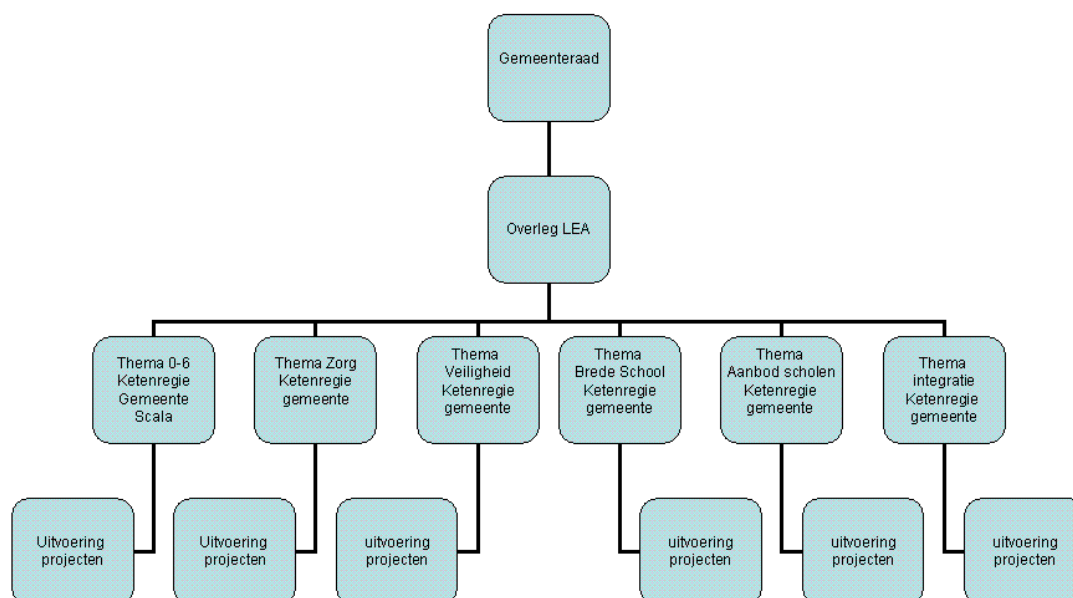 Gemeenteraad
Overleg LEA
Thema 0-6
Ketenregie
Gemeente
Scala
Thema Zorg
Ketenregie
gemeente
Thema
Veiligheid
Ketenregie
gemeente
Thema
Brede School
Ketenregie
gemeente
Thema
Aanbod scholen
Ketenregie
gemeente
Thema
integratie
Ketenregie
gemeente
Uitvoering
projecten
Uitvoering
projecten
uitvoering
projecten
uitvoering
projecten
uitvoering
projecten
uitvoering
projecten